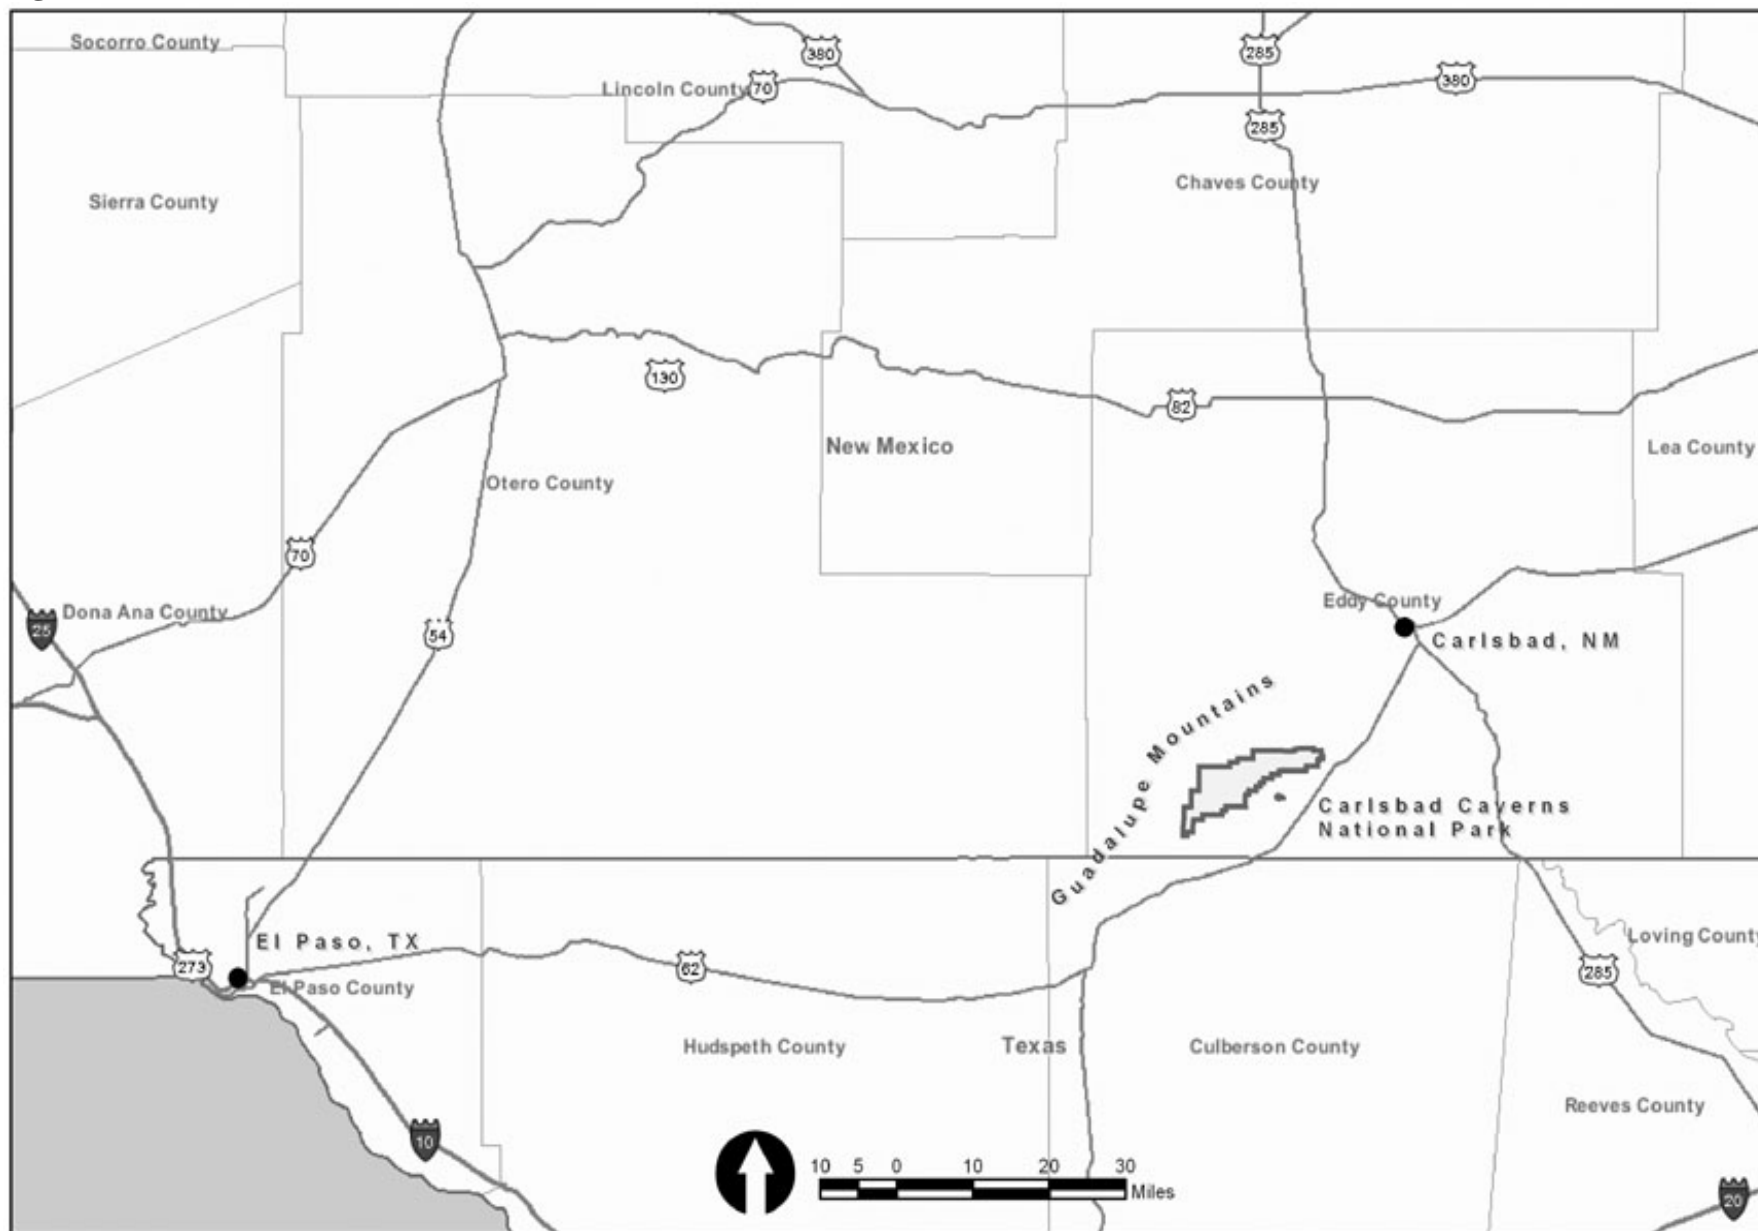 Socorro County
380
285
Lincoln County
70
380
285
Chaves County
Sierra County
130
82
New Mexico
Lea County
Otero County
70
Eddy County
Dona Ana County
25
54
Carlsbad, NM
Guadalupe Mountains
Carlsbad Caverns
National Park
El Paso, TX
Loving County
273
62
285
El Paso County
Hudspeth County
Texas
Culberson County
Reeves County
10
10 5 0 10 20 30
Miles
20